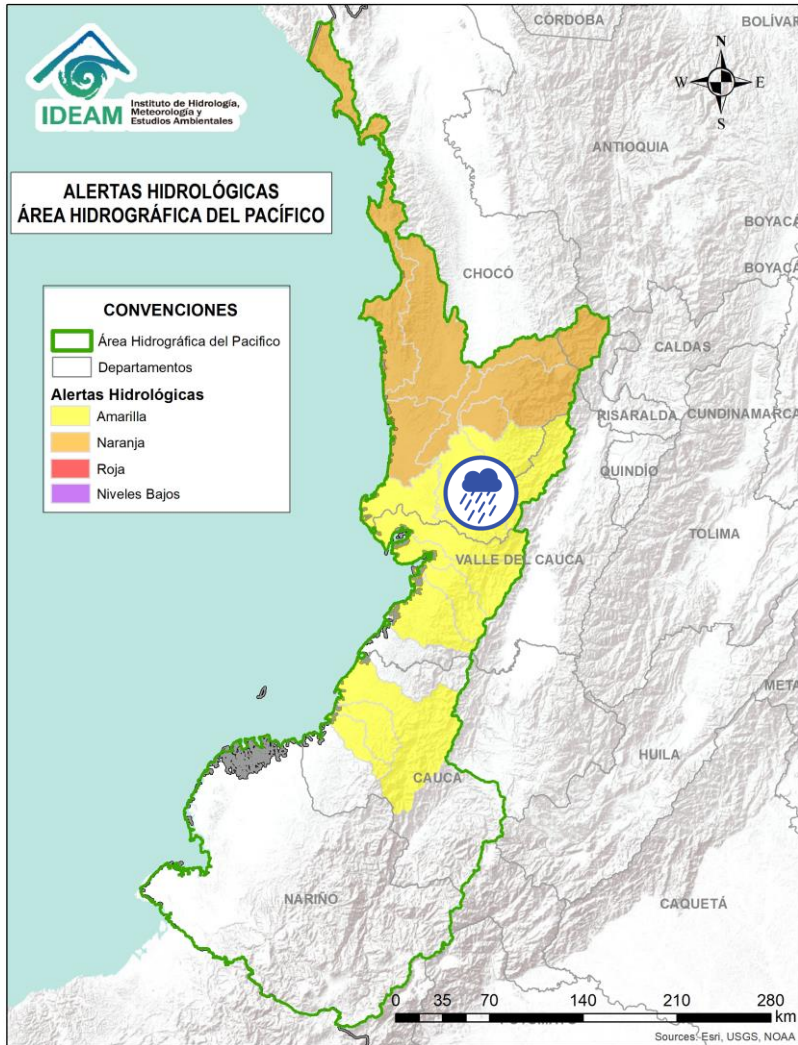 IDEAM
Instituto de Hidrología,
Meteorología y
Estudios Ambientales
ALERTAS HIDROLÓGICAS
ÁREA HIDROGRÁFICA DEL PACÍFICO
CONVENCIONES
Área Hidrográfica del Pacifico
Departamentos
Alertas Hidrológicas
Amarilla
Naranja
Roja
Niveles Bajos
N
W
E
S
CÓRDOBA
BOLÍVAR
ANTIOQUIA
BOYACÁ
CHOCÓ
BOYACÁ
CALDAS
RISARALDA
CUNDINAMARCA
QUINDÍO
TOLIMA
VALLE DEL CAUCA
META
HUILA
CAUCA
NARIÑO
CAQUETÁ
0 35 70 140 210 280
km
Sources: Esri, USGS, NOAA